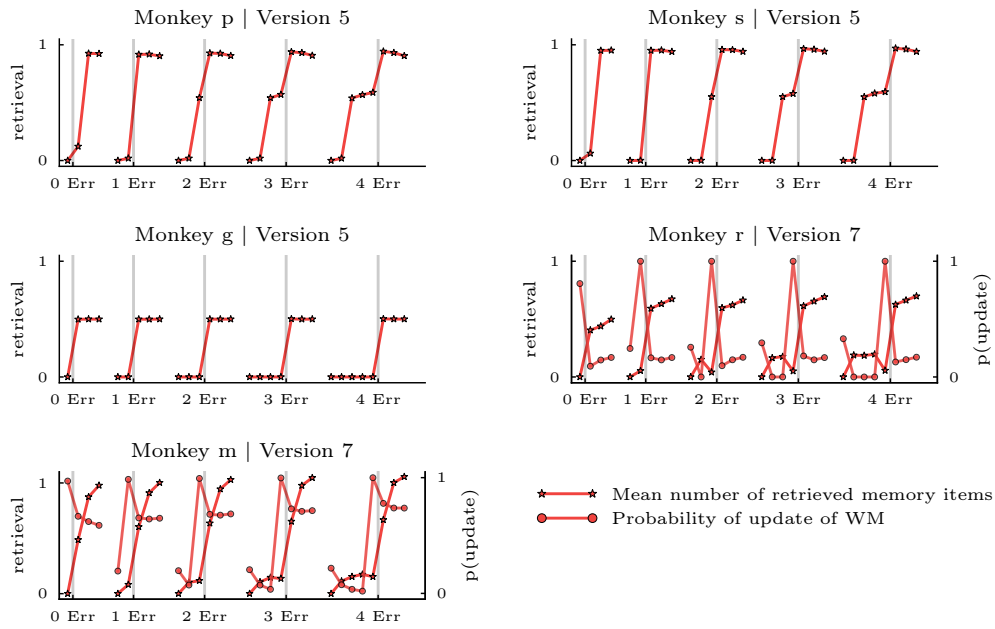 Monkey p | Version 5
1
retrieval
0
0 Err 1 Err 2 Err 3 Err 4 Err
Monkey s | Version 5
1
retrieval
0
0 Err 1 Err 2 Err 3 Err 4 Err
Monkey g | Version 5
1
retrieval
0
0 Err 1 Err 2 Err 3 Err 4 Err
Monkey r | Version 7
1 1
retrieval p(update)
0 0
0 Err 1 Err 2 Err 3 Err 4 Err
Monkey m | Version 7
1 1
retrieval p(update)
0 0
0 Err 1 Err 2 Err 3 Err 4 Err
Mean number of retrieved memory items
Probability of update of WM